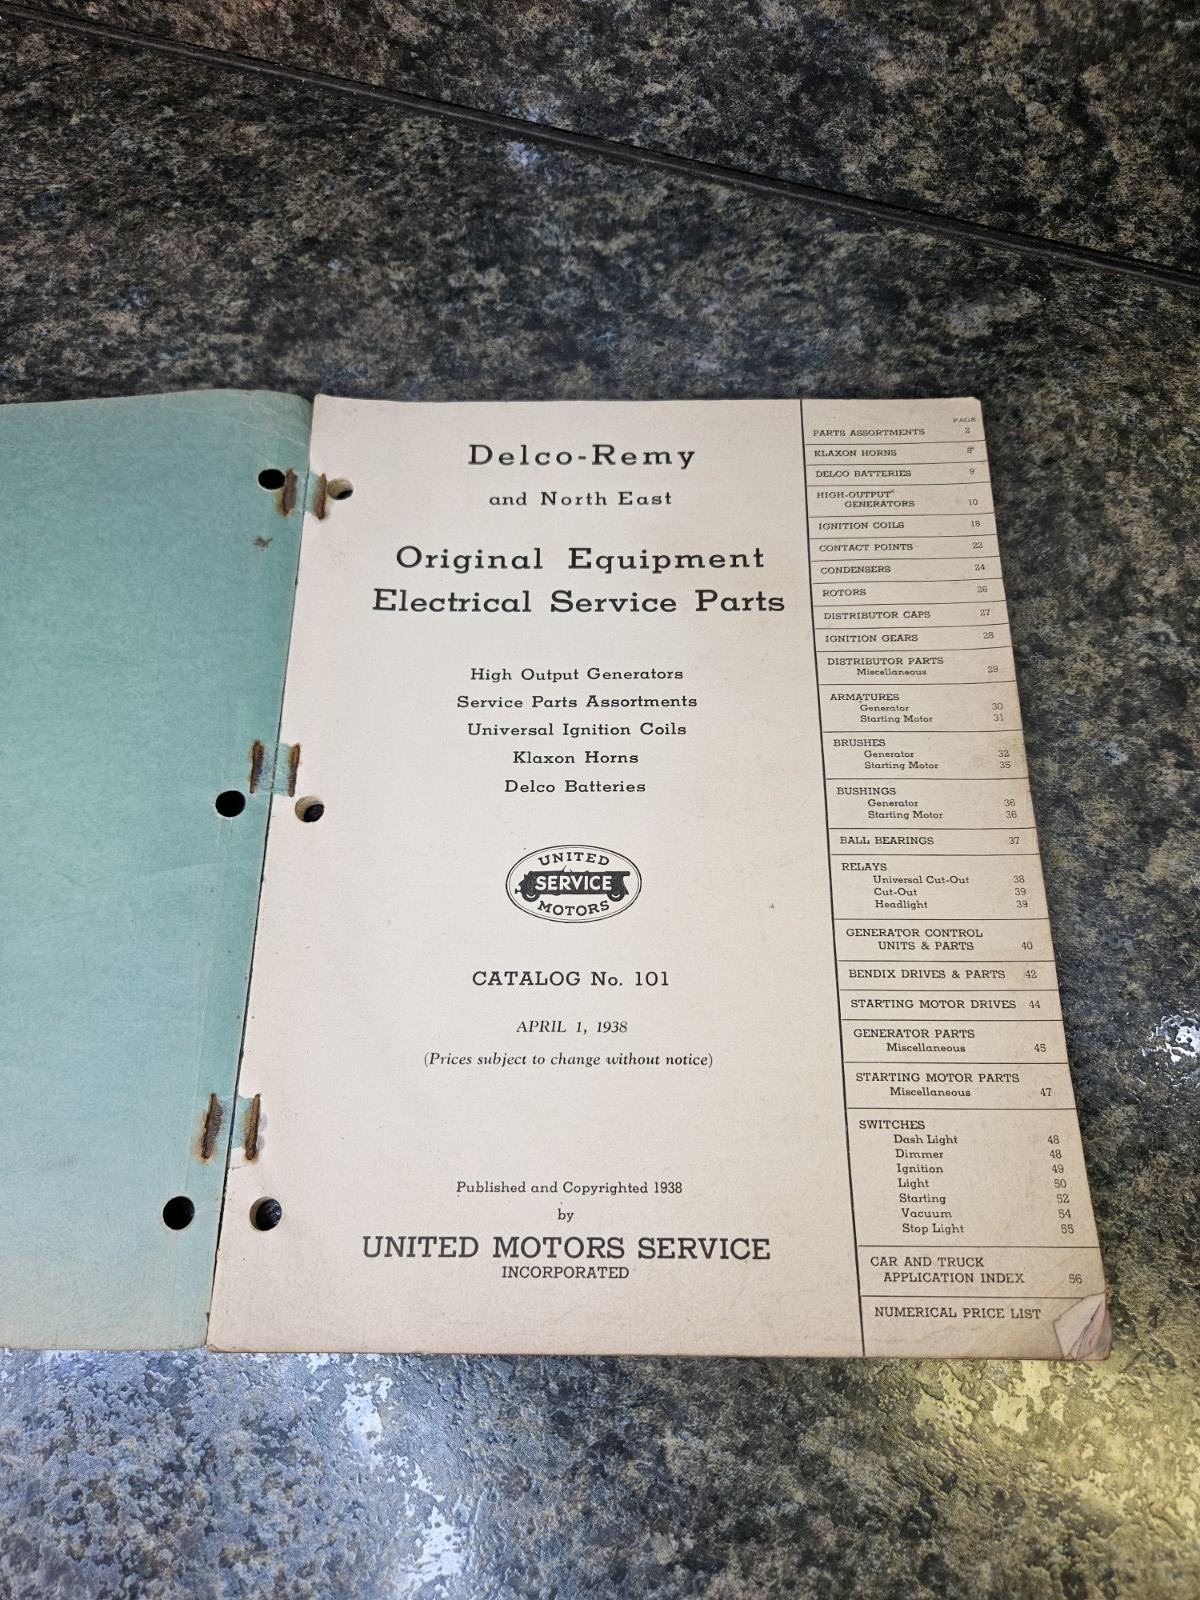 Delco-Remy
and North East
Original Equipment
Electrical Service Parts
High Output Generators
Service Parts Assortments
Universal Ignition Coils
Klaxon Horns
Delco Batteries
UNITED
SERVICE
MOTORS
CATALOG No. 101
APRIL 1, 1938
(Prices subject to change without notice)
Published and Copyrighted 1938
by
UNITED MOTORS SERVICE
INCORPORATED
PAGE
PARTS ASSORTMENTS 2
KLAXON HORNS 8
DELCO BATTERIES 9
HIGH-OUTPUT
GENERATORS 10
IGNITION COILS 18
CONTACT POINTS 22
CONDENSERS 24
ROTORS 26
DISTRIBUTOR CAPS 27
IGNITION GEARS 28
DISTRIBUTOR PARTS
Miscellaneous 29
ARMATURES
Generator 30
Starting Motor 31
BRUSHES
Generator 32
Starting Motor 35
BUSHINGS
Generator 36
Starting Motor 36
BALL BEARINGS 37
RELAYS
Universal Cut-Out 38
Cut-Out 39
Headlight 39
GENERATOR CONTROL
UNITS & PARTS 40
BENDIX DRIVES & PARTS 42
STARTING MOTOR DRIVES 44
GENERATOR PARTS
Miscellaneous 45
STARTING MOTOR PARTS
Miscellaneous 47
SWITCHES
Dash Light 48
Dimmer 48
Ignition 49
Light 50
Starting 52
Vacuum 54
Stop Light 55
CAR AND TRUCK
APPLICATION INDEX 56
NUMERICAL PRICE LIST